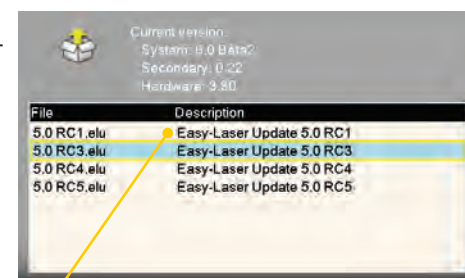 Current version:
System: 6.0 Beta2
Secondary: 0.22
Hardware: 3.80
File Description
5.0 RC1.elu Easy-Laser Update 5.0 RC1
5.0 RC3.elu Easy-Laser Update 5.0 RC3
5.0 RC4.elu Easy-Laser Update 5.0 RC4
5.0 RC5.elu Easy-Laser Update 5.0 RC5